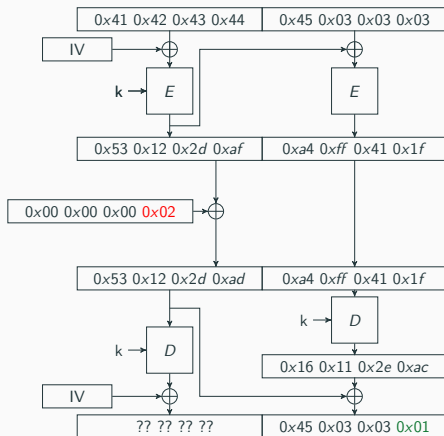 0x41 0x42 0x43 0x44 0x45 0x03 0x03 0x03
IV
k E E
0x53 0x12 0x2d 0xaf 0xa4 0xff 0x41 0x1f
0x00 0x00 0x00 0x02
0x53 0x12 0x2d 0xad 0xa4 0xff 0x41 0x1f
k D
k D
0x16 0x11 0x2e 0xac
IV
?? ?? ?? ?? 0x45 0x03 0x03 0x01